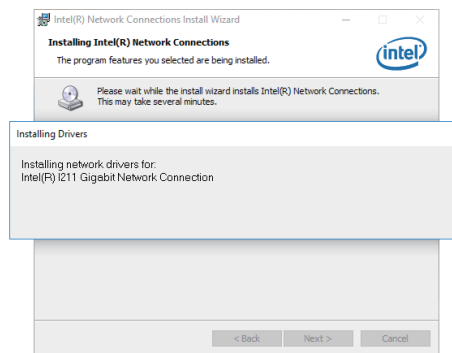 Intel(R) Network Connections Install Wizard
Installing Intel(R) Network Connections
The program features you selected are being installed.
intel
Please wait while the install wizard installs Intel(R) Network Connections.
This may take several minutes.
Installing Drivers
Installing network drivers for:
Intel(R) I211 Gigabit Network Connection
< Back Next > Cancel